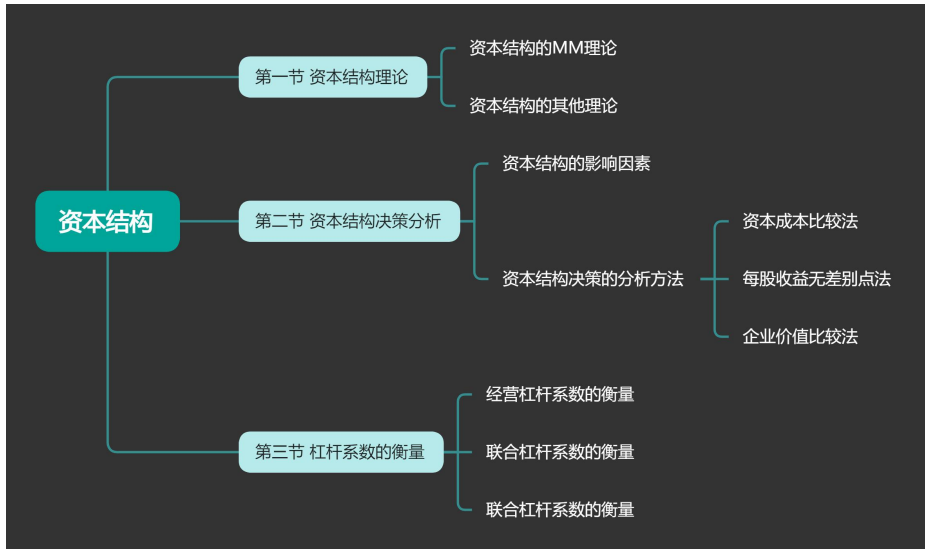 资本结构
第一节 资本结构理论
资本结构的MM理论
资本结构的其他理论
第二节 资本结构决策分析
资本结构的影响因素
资本结构决策的分析方法
资本成本比较法
每股收益无差别点法
企业价值比较法
第三节 杠杆系数的衡量
经营杠杆系数的衡量
联合杠杆系数的衡量
联合杠杆系数的衡量